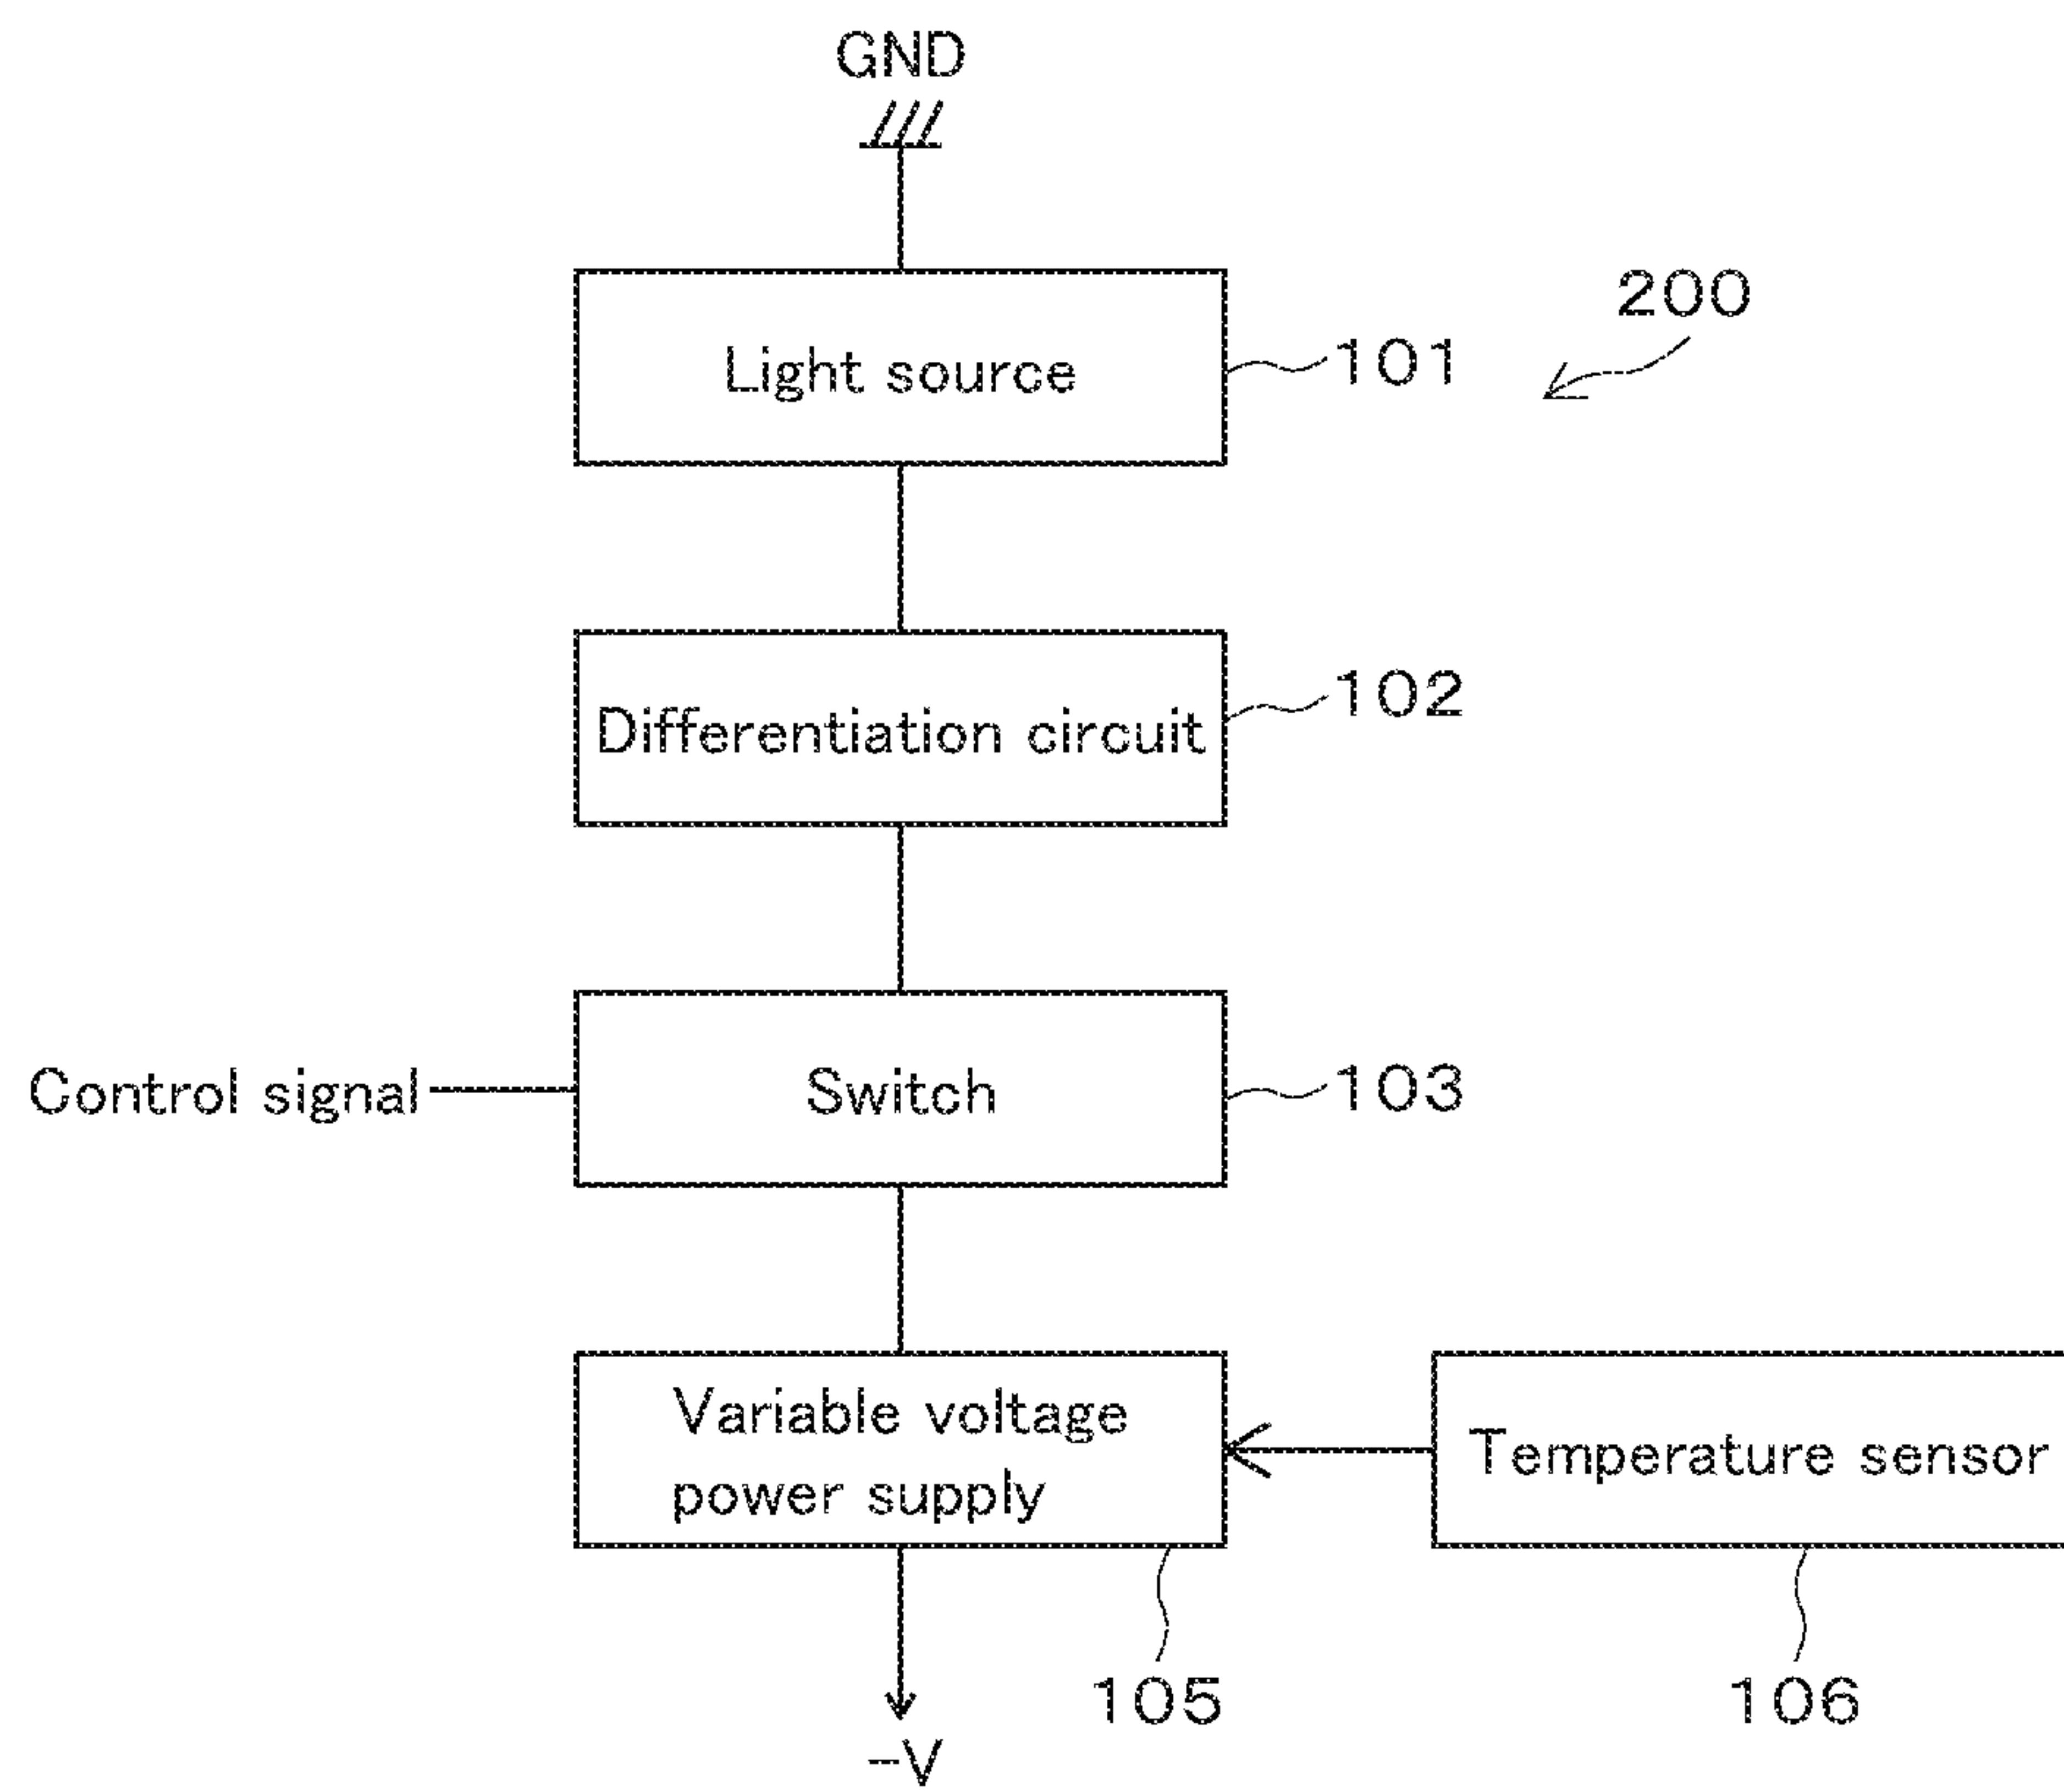 GND
200
Light source
101
Differentiation circuit
102
Control signal
Switch
103
Variable voltage
power supply
Temperature sensor
105
106
-V